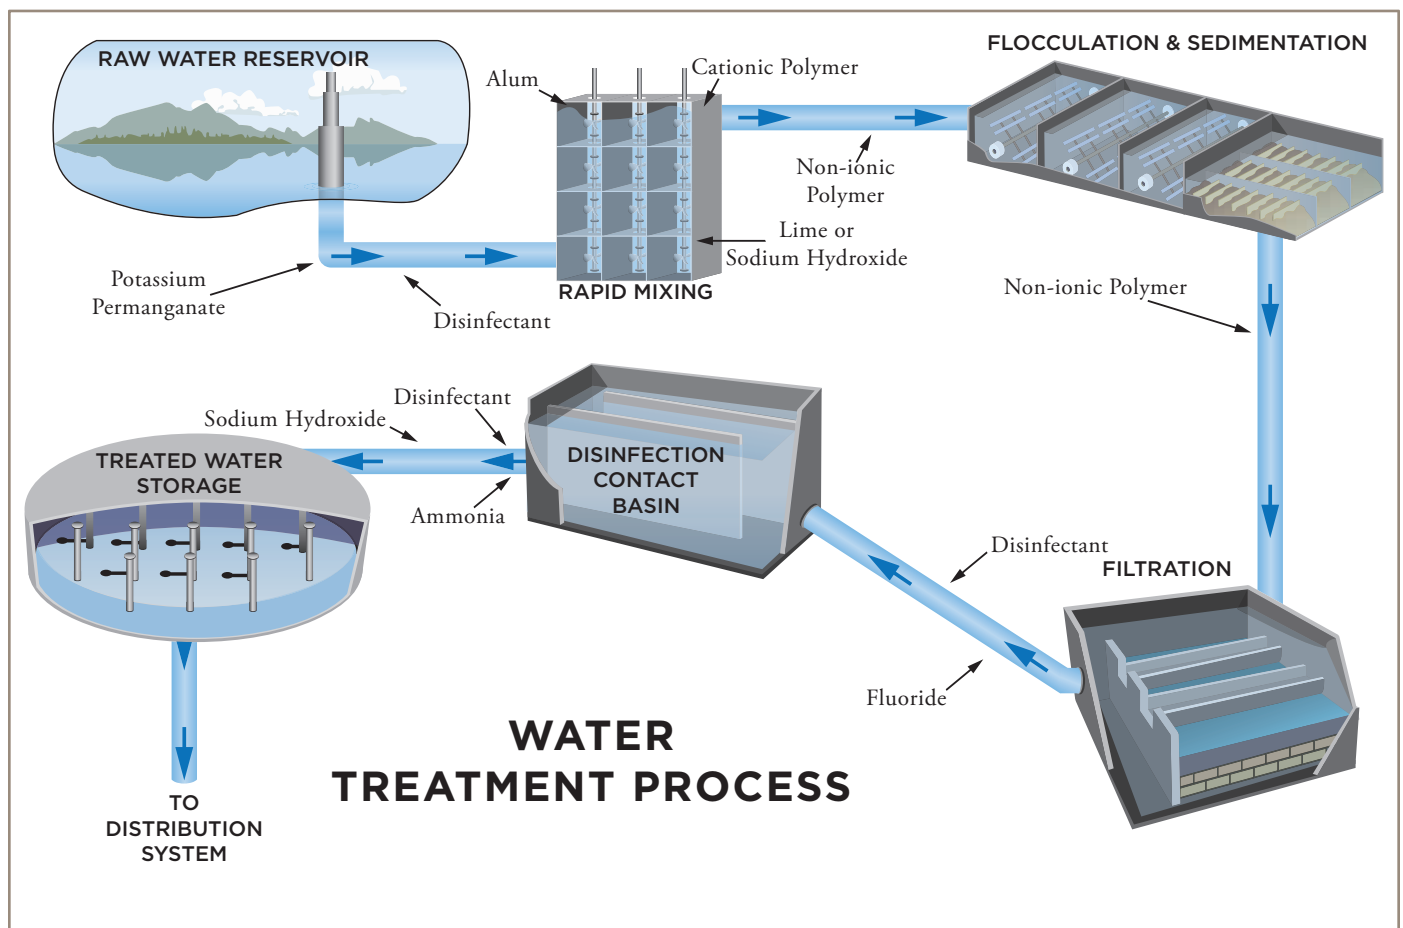 RAW WATER RESERVOIR
Alum
Cationic Polymer
FLOCCULATION & SEDIMENTATION
Non-ionic
Polymer
Lime or
Sodium Hydroxide
RAPID MIXING
Potassium
Permanganate
Disinfectant
Non-ionic Polymer
Disinfectant
Sodium Hydroxide
TREATED WATER
STORAGE
Ammonia
DISINFECTION
CONTACT
BASIN
Disinfectant
FILTRATION
Fluoride
WATER
TREATMENT PROCESS
TO
DISTRIBUTION
SYSTEM